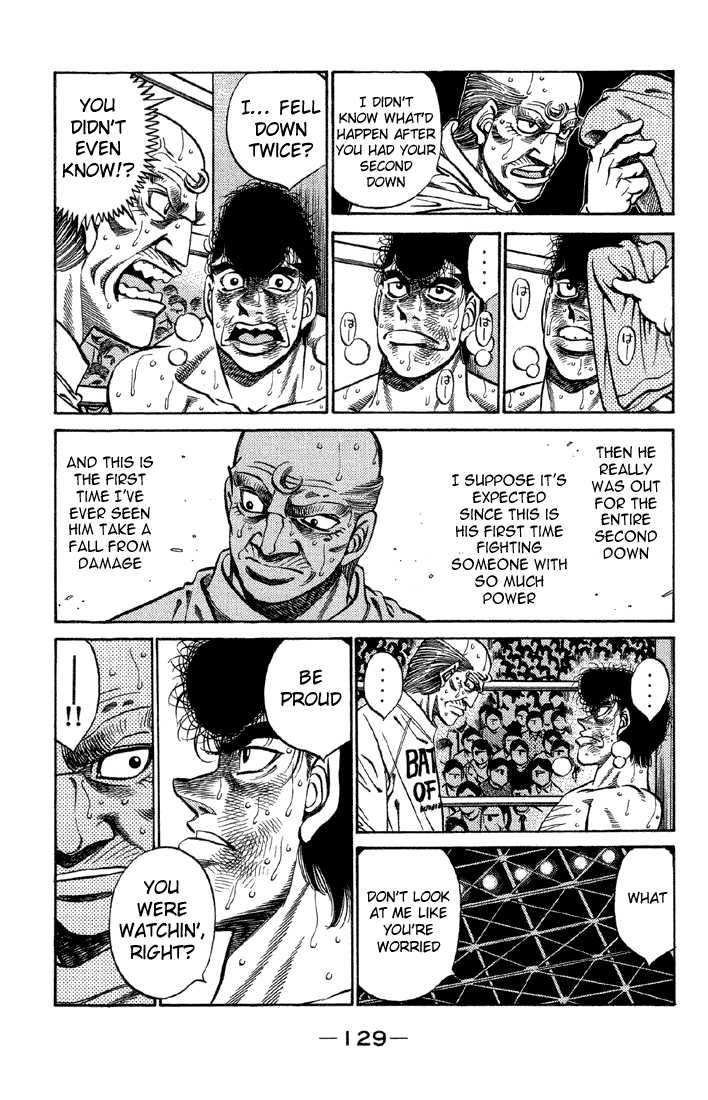 I DIDN'T
KNOW WHAT'D
HAPPEN AFTER
YOU HAD YOUR
SECOND
DOWN
...
I... FELL
DOWN
TWICE?
YOU
DIDN'T
EVEN
KNOW!?
THEN HE
REALLY
WAS OUT
FOR THE
ENTIRE
SECOND
DOWN
I SUPPOSE IT'S
EXPECTED
SINCE THIS IS
HIS FIRST TIME
FIGHTING
SOMEONE WITH
SO MUCH
POWER
AND THIS IS
THE FIRST
TIME I'VE
EVER SEEN
HIM TAKE A
FALL FROM
DAMAGE
...
...
BAT
OF
WHAT
DON'T LOOK
AT ME LIKE
YOU'RE
WORRIED
BE
PROUD
YOU
WERE
WATCHIN',
RIGHT?
—!!
—129—